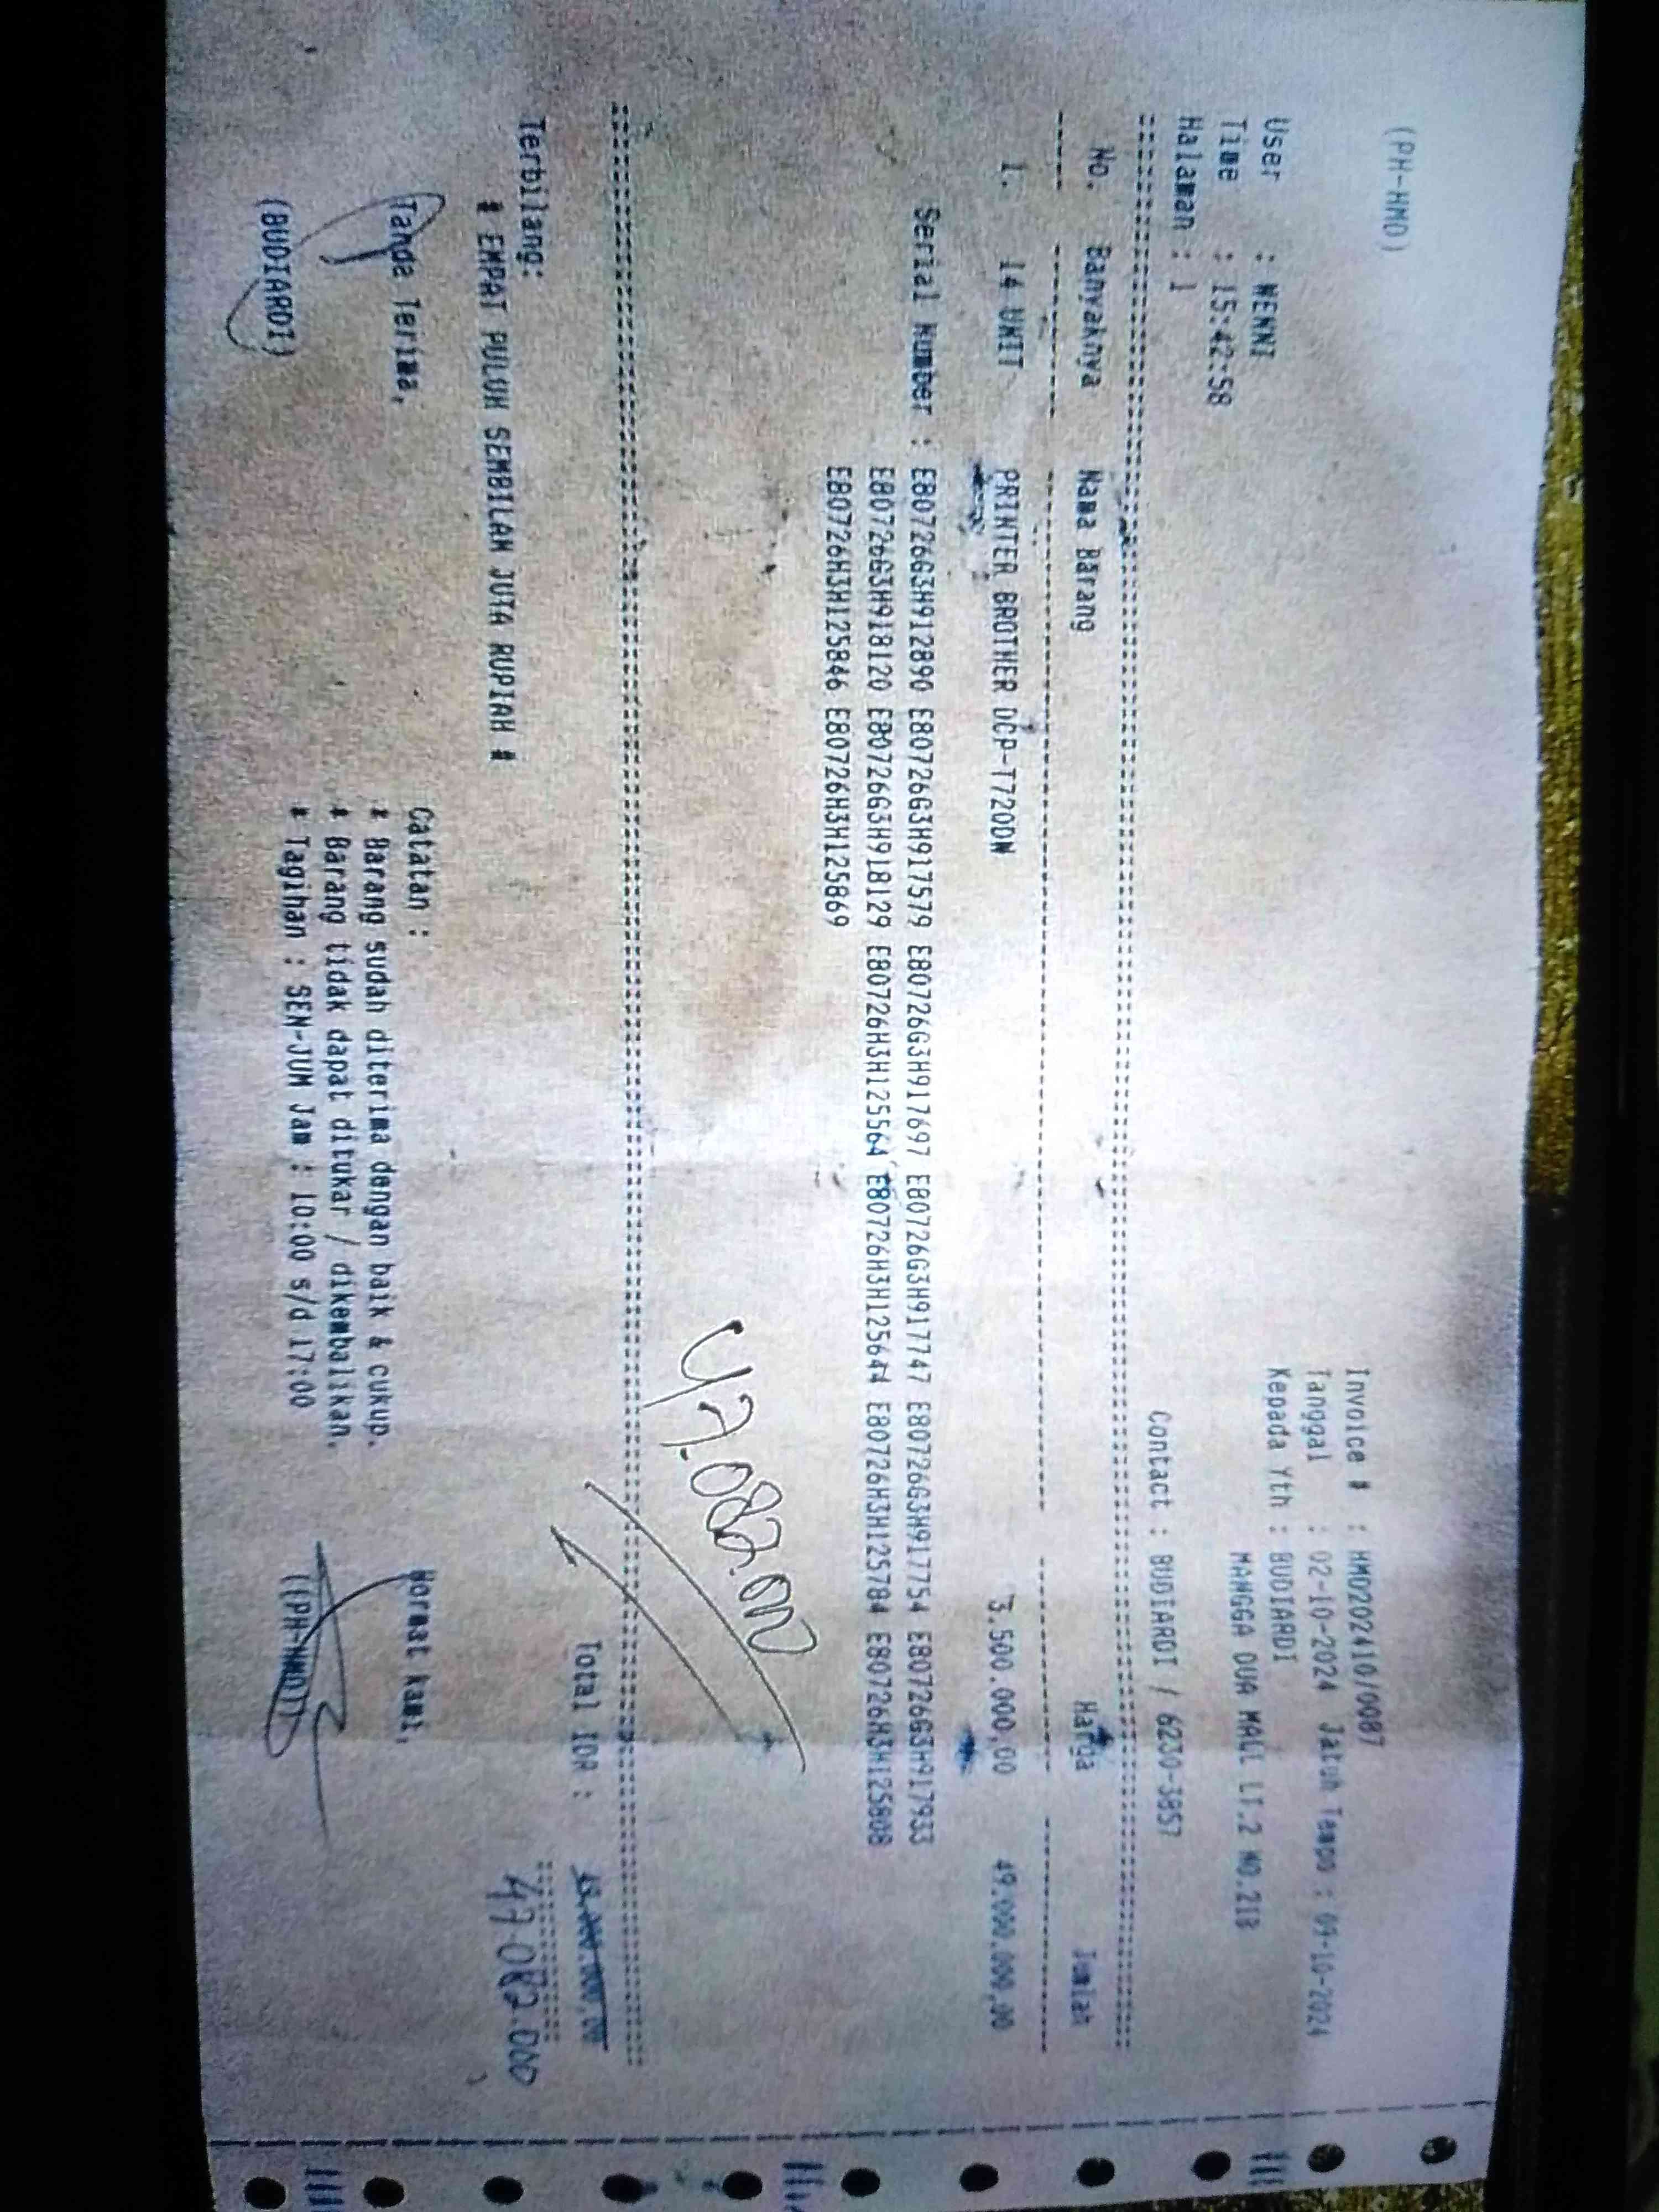 (PH-HMD)
Invoice # : HMD202410/0087
Tanggal : 02-10-2024 Jatuh Tempo : 09-10-2024
User : WENNI
Kepada Yth : BUDIARDI
Time : 15:42:58
MANGGA DUA MALL LT.2 NO.21B
Halaman : 1
Contact : BUDIARDI / 6230-3857
No. Banyaknya Nama Barang Harga Jumlah
1. 14 UNIT PRINTER BROTHER DCP-T720DW 3.500.000,00 49.000.000,00
Serial Number : E80726G3H912890 E80726G3H917579 E80726G3H917697 E80726G3H917747 E80726G3H917754 E80726G3H917933
E80726G3H918120 E80726G3H918129 E80726H3H125564 E80726H3H125644 E80726H3H125784 E80726H3H125808
E80726H3H125846 E80726H3H125869
47.082.000
Total IDR : 49.000.000,00
47.082.000
Terbilang:
# EMPAT PULUH SEMBILAN JUTA RUPIAH #
Tanda Terima,
Catatan :
Hormat kami,
* Barang sudah diterima dengan baik & cukup.
* Barang tidak dapat ditukar / dikembalikan.
(BUDIARDI)
* Tagihan : SEN-JUM Jam : 10:00 s/d 17:00
(PH-HMD)